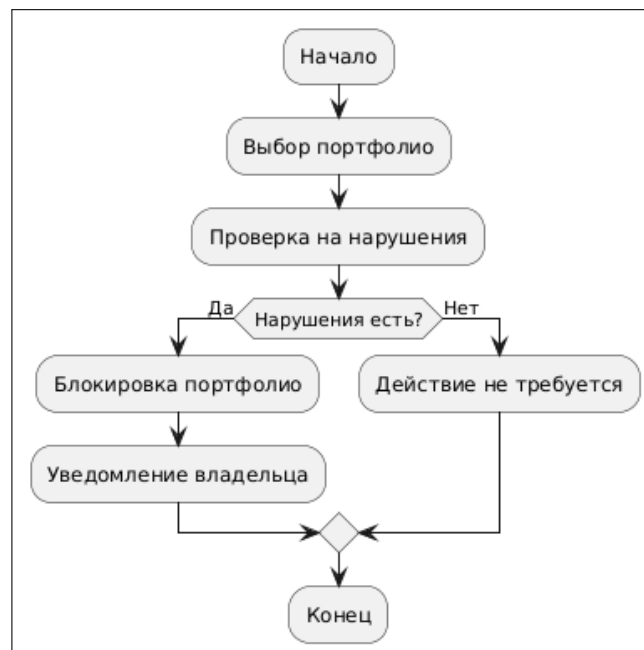 Начало
Выбор портфолио
Проверка на нарушения
Да
Нарушения есть?
Нет
Блокировка портфолио
Действие не требуется
Уведомление владельца
Конец